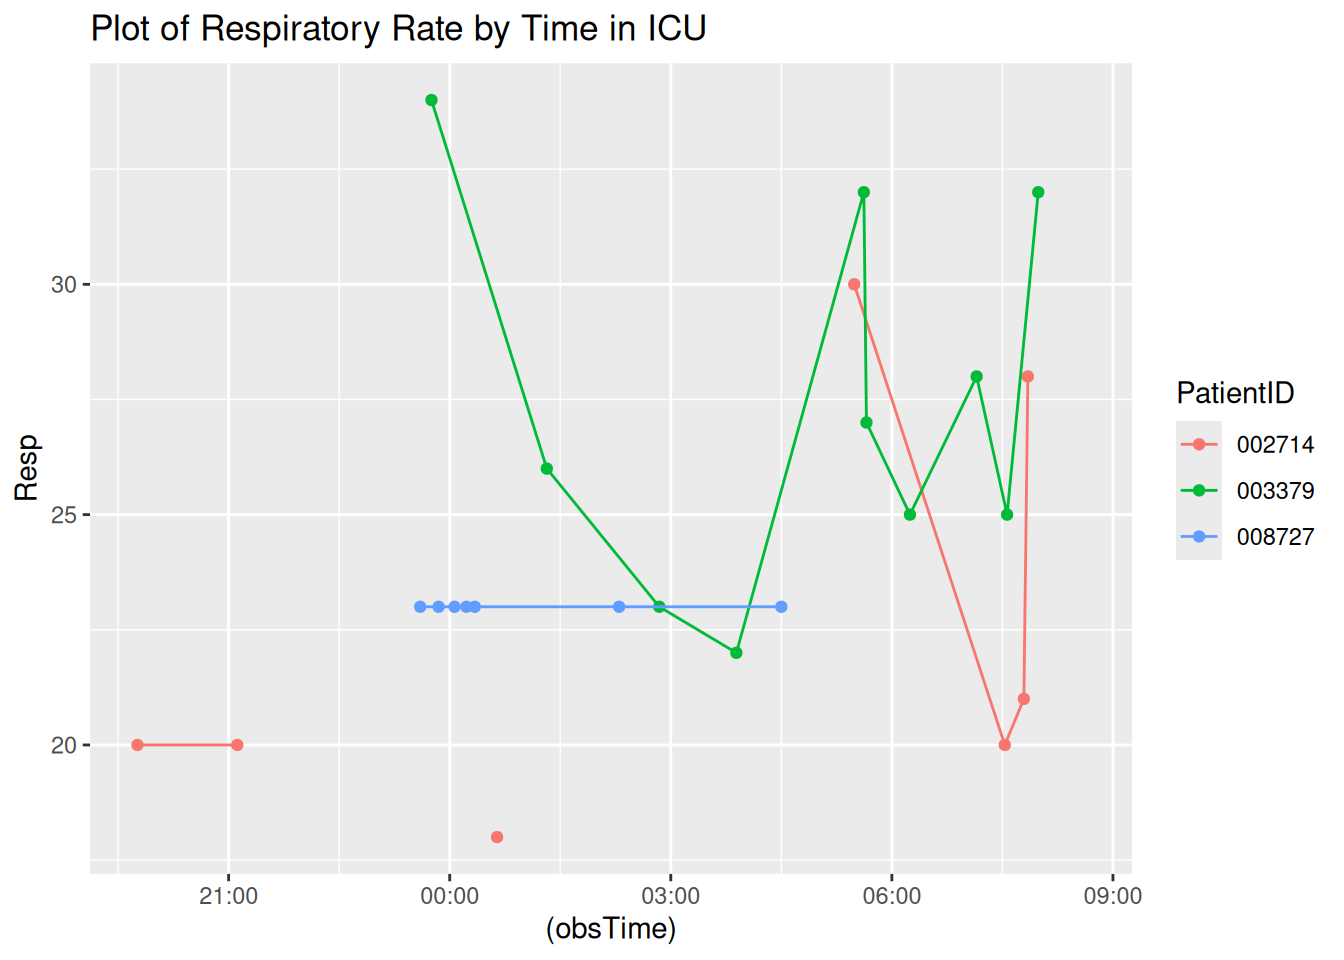 Plot of Respiratory Rate by Time in ICU
Resp
30
25
20
21:00 00:00 03:00 06:00 09:00
(obsTime)
PatientID
002714
003379
008727